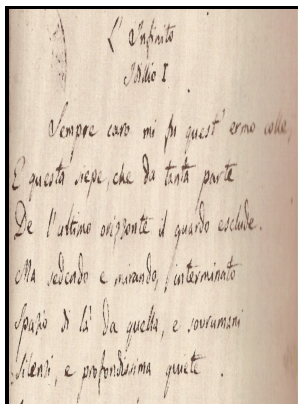 L'Infinito
Idillio I
Sempre caro mi fu quest'ermo colle,
E questa siepe, che da tanta parte
De l'ultimo orizzonte il guardo esclude.
Ma sedendo e mirando, interminato
Spazio di là da quella, e sovrumani
Silenzi, e profondissima quiete